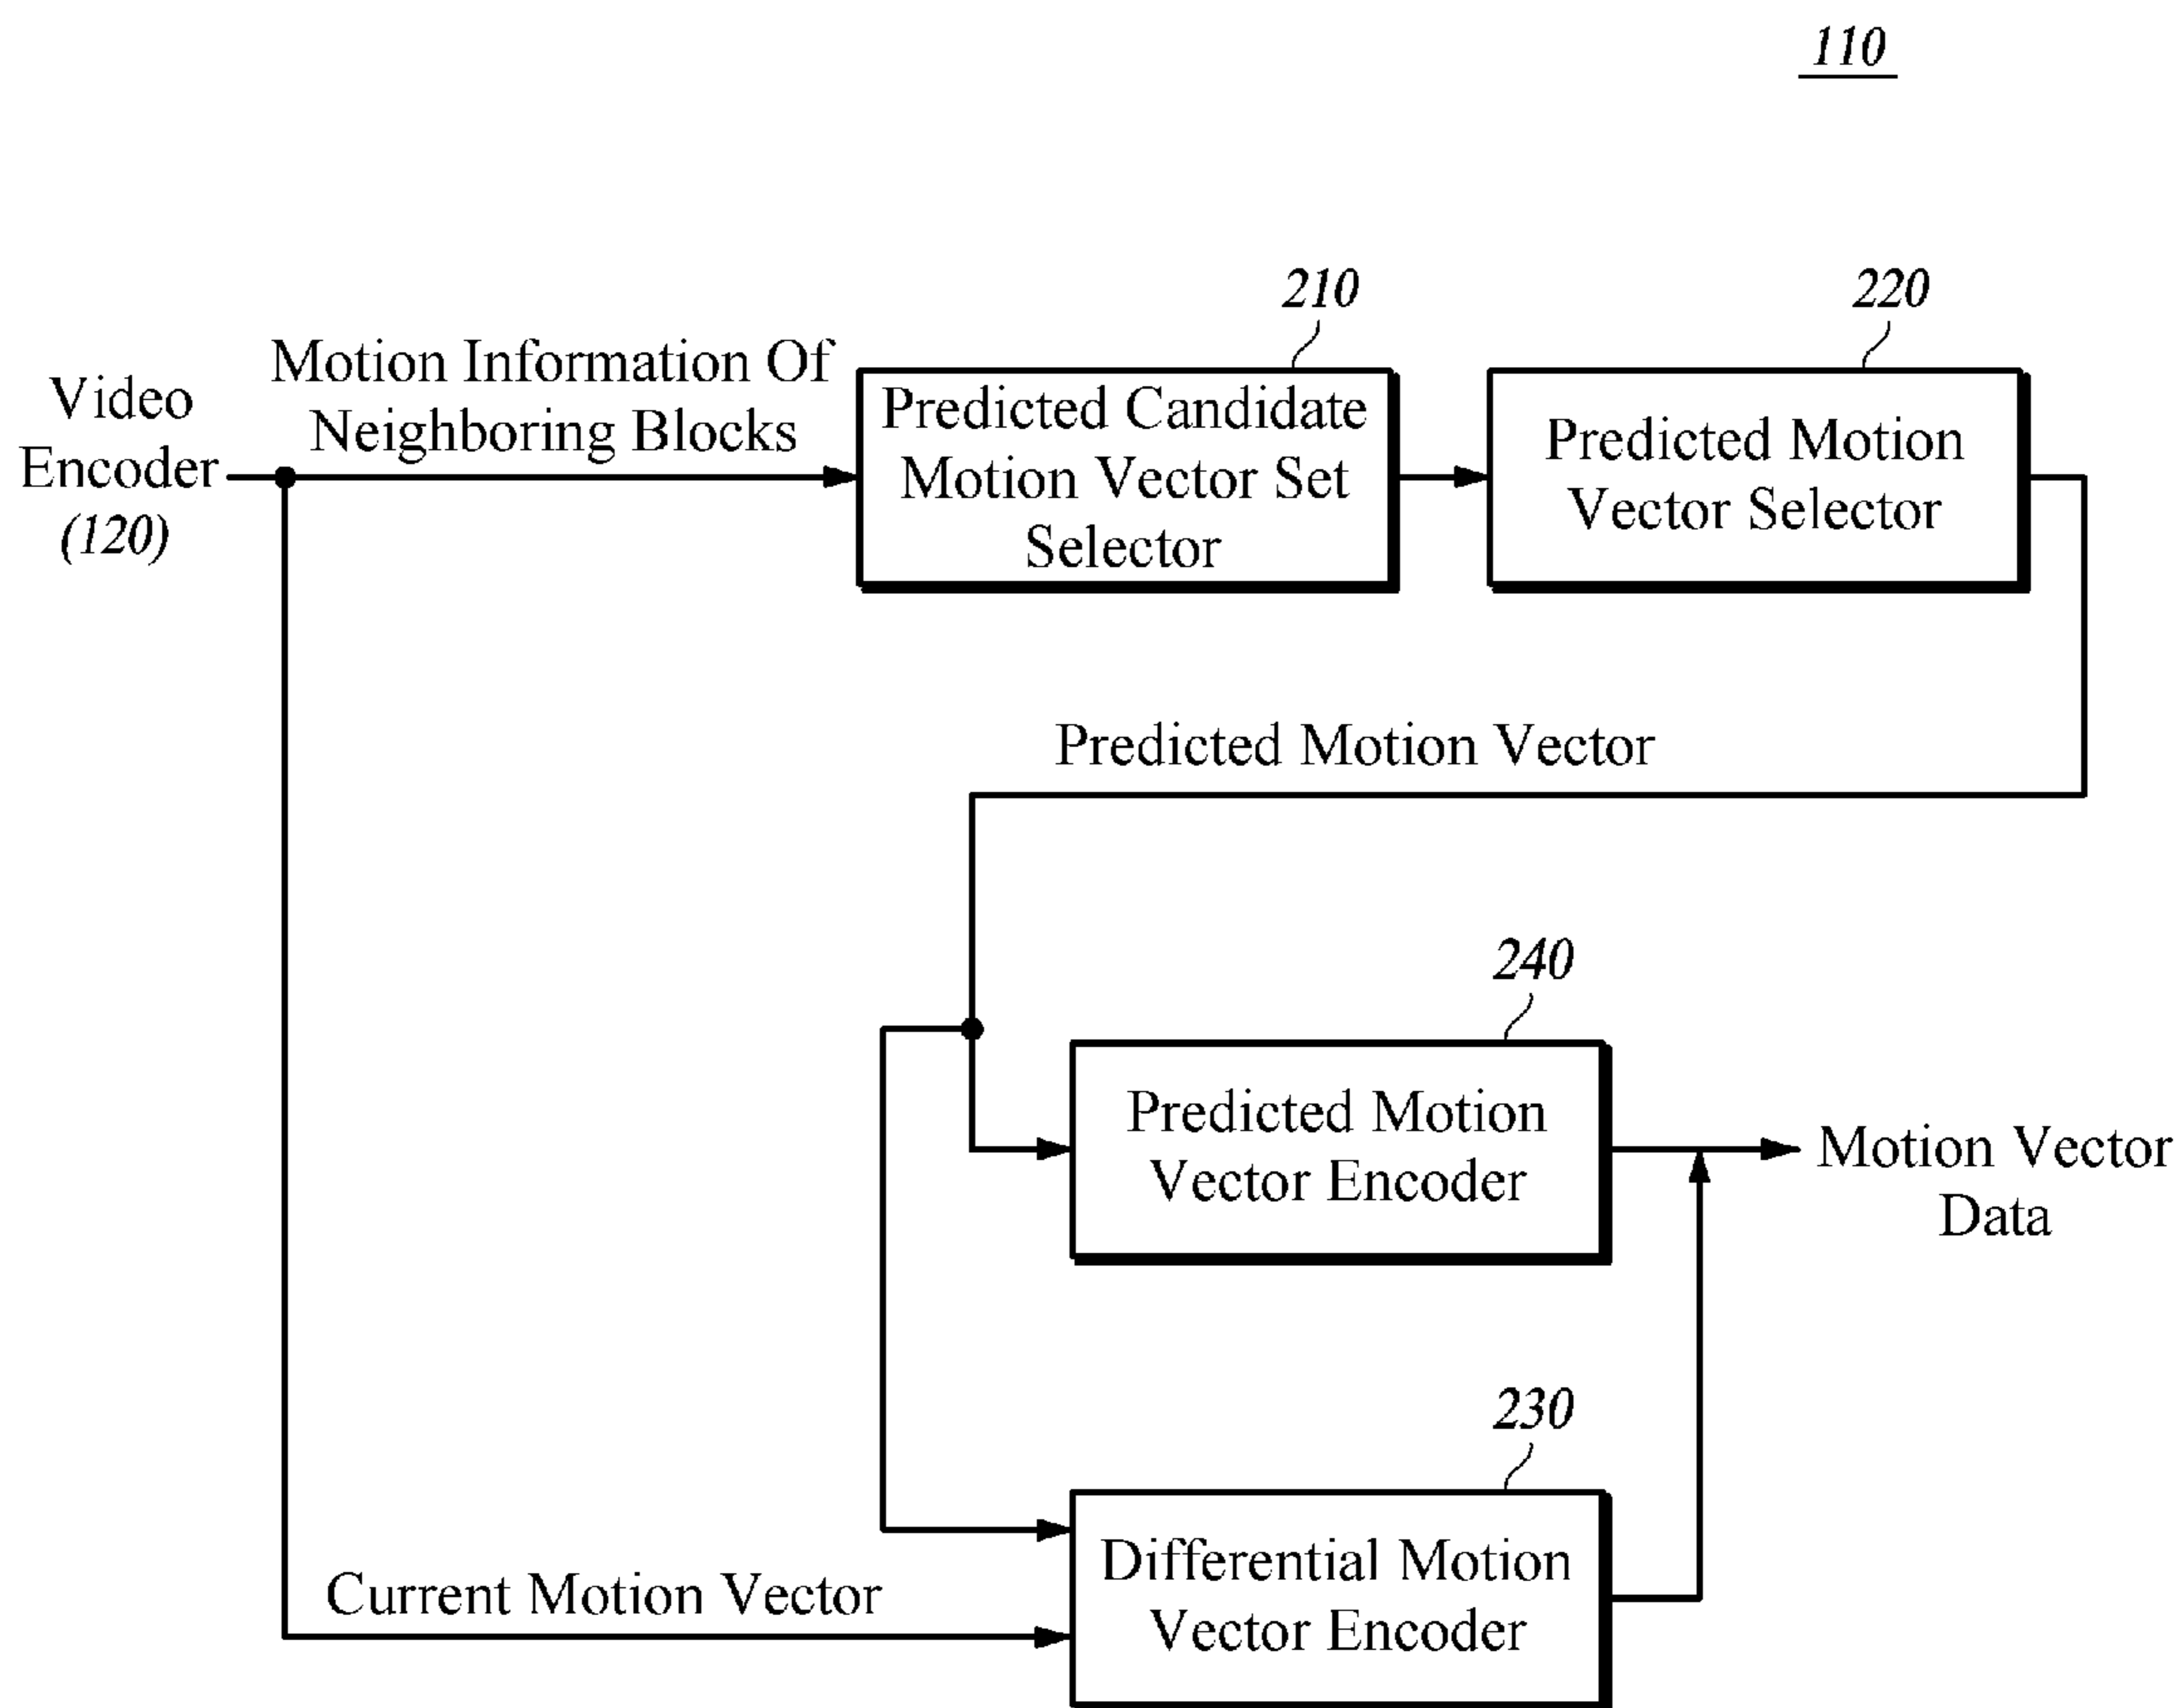 110
210
220
Video
Encoder
(120)
Motion Information Of
Neighboring Blocks
Predicted Candidate
Motion Vector Set
Selector
Predicted Motion
Vector Selector
Predicted Motion Vector
240
Predicted Motion
Vector Encoder
Motion Vector
Data
230
Differential Motion
Vector Encoder
Current Motion Vector